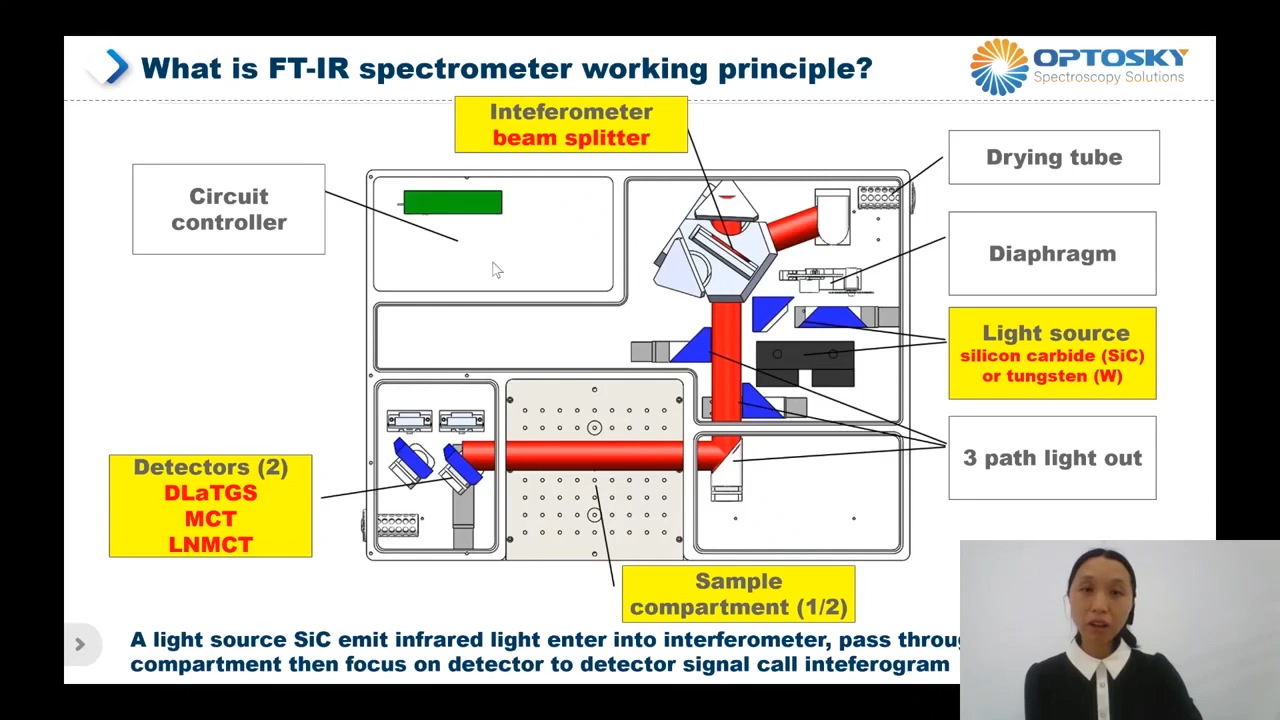 What is FT-IR spectrometer working principle?
OPTOSKY
Spectroscopy Solutions
Inteferometer
beam splitter
Circuit
controller
Drying tube
Diaphragm
Light source
silicon carbide (SiC)
or tungsten (W)
3 path light out
Detectors (2)
DLaTGS
MCT
LNMCT
Sample
compartment (1/2)
A light source SiC emit infrared light enter into interferometer, pass
compartment then focus on detector to detector signal call inteferogram